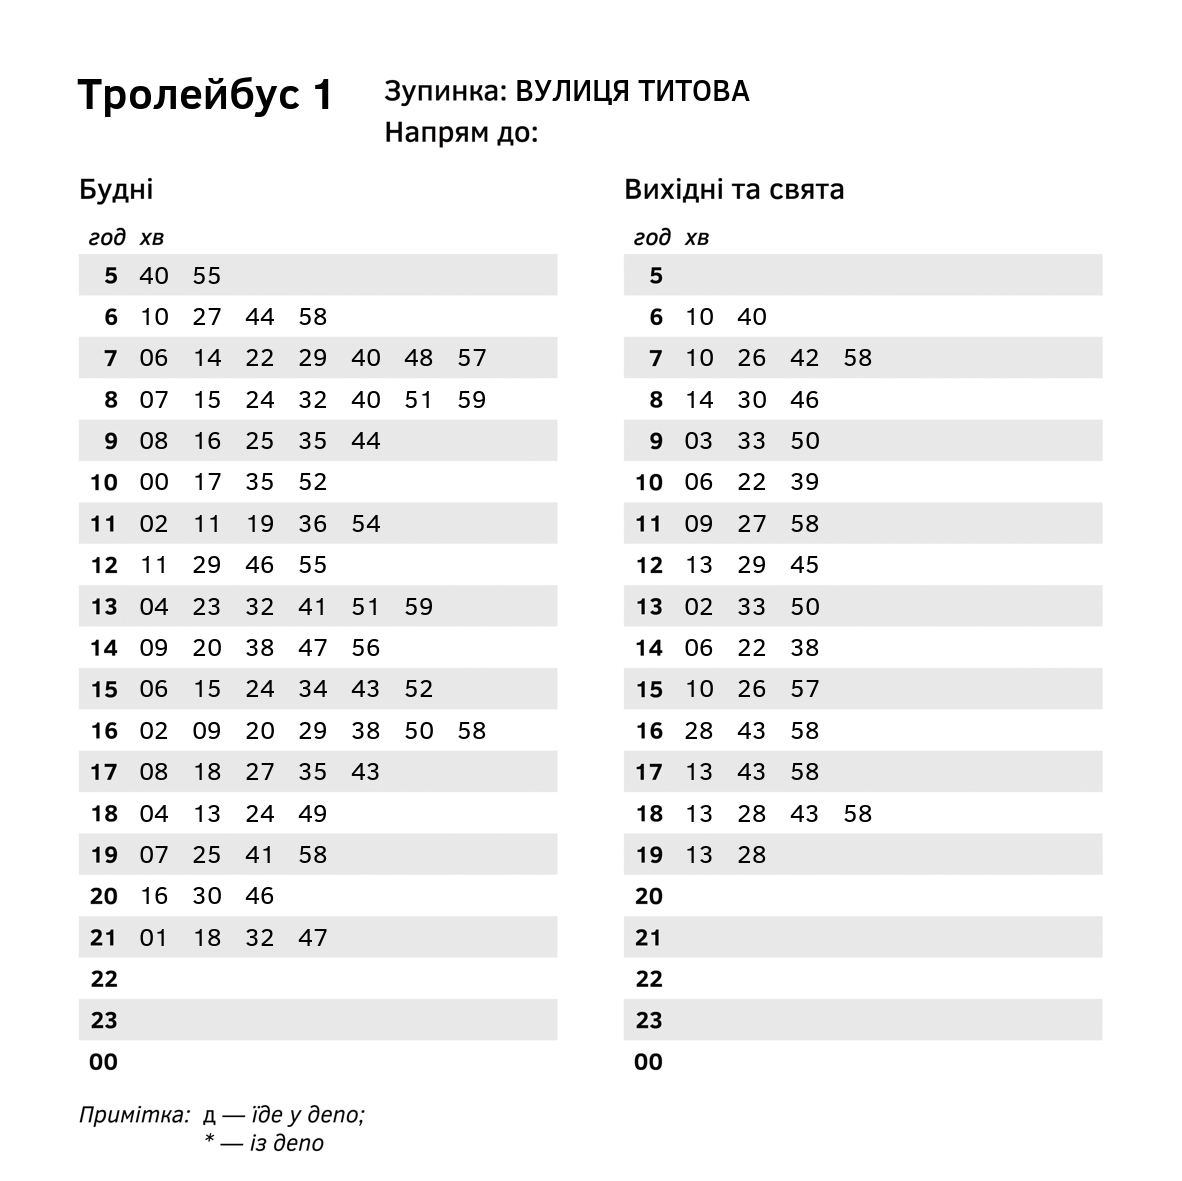 Тролейбус 1
Зупинка: ВУЛИЦЯ ТИТОВА
Напрям до:
Будні
год хв
5 40 55
6 10 27 44 58
7 06 14 22 29 40 48 57
8 07 15 24 32 40 51 59
9 08 16 25 35 44
10 00 17 35 52
11 02 11 19 36 54
12 11 29 46 55
13 04 23 32 41 51 59
14 09 20 38 47 56
15 06 15 24 34 43 52
16 02 09 20 29 38 50 58
17 08 18 27 35 43
18 04 13 24 49
19 07 25 41 58
20 16 30 46
21 01 18 32 47
22
23
00
Вихідні та свята
год хв
5
6 10 40
7 10 26 42 58
8 14 30 46
9 03 33 50
10 06 22 39
11 09 27 58
12 13 29 45
13 02 33 50
14 06 22 38
15 10 26 57
16 28 43 58
17 13 43 58
18 13 28 43 58
19 13 28
20
21
22
23
00
Примітка: д — їде у депо;
* — із депо